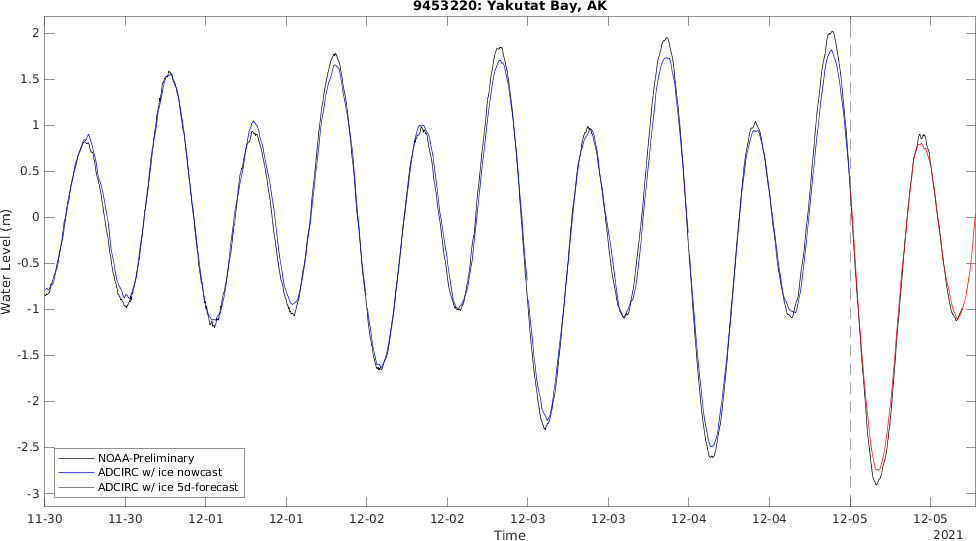 9453220: Yakutat Bay, AK
2
1.5
1
0.5
0
-0.5
-1
-1.5
-2
-2.5
-3
Water Level (m)
NOAA-Preliminary
ADCIRC w/ ice nowcast
ADCIRC w/ ice 5d-forecast
11-30 11-30 12-01 12-01 12-02 12-02 12-03 12-03 12-04 12-04 12-05 12-05
Time
2021